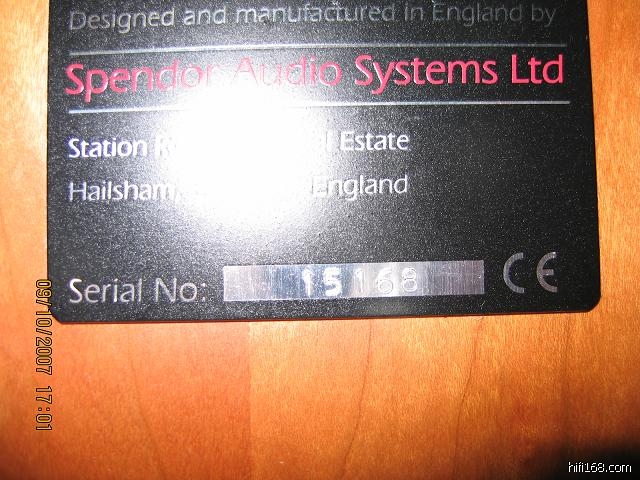 Designed and manufactured in England by
Spendor Audio Systems Ltd
Station Estate
Hailsham, England
Serial No: 15168 CE
09/10/2007 17:01
hifi168.com